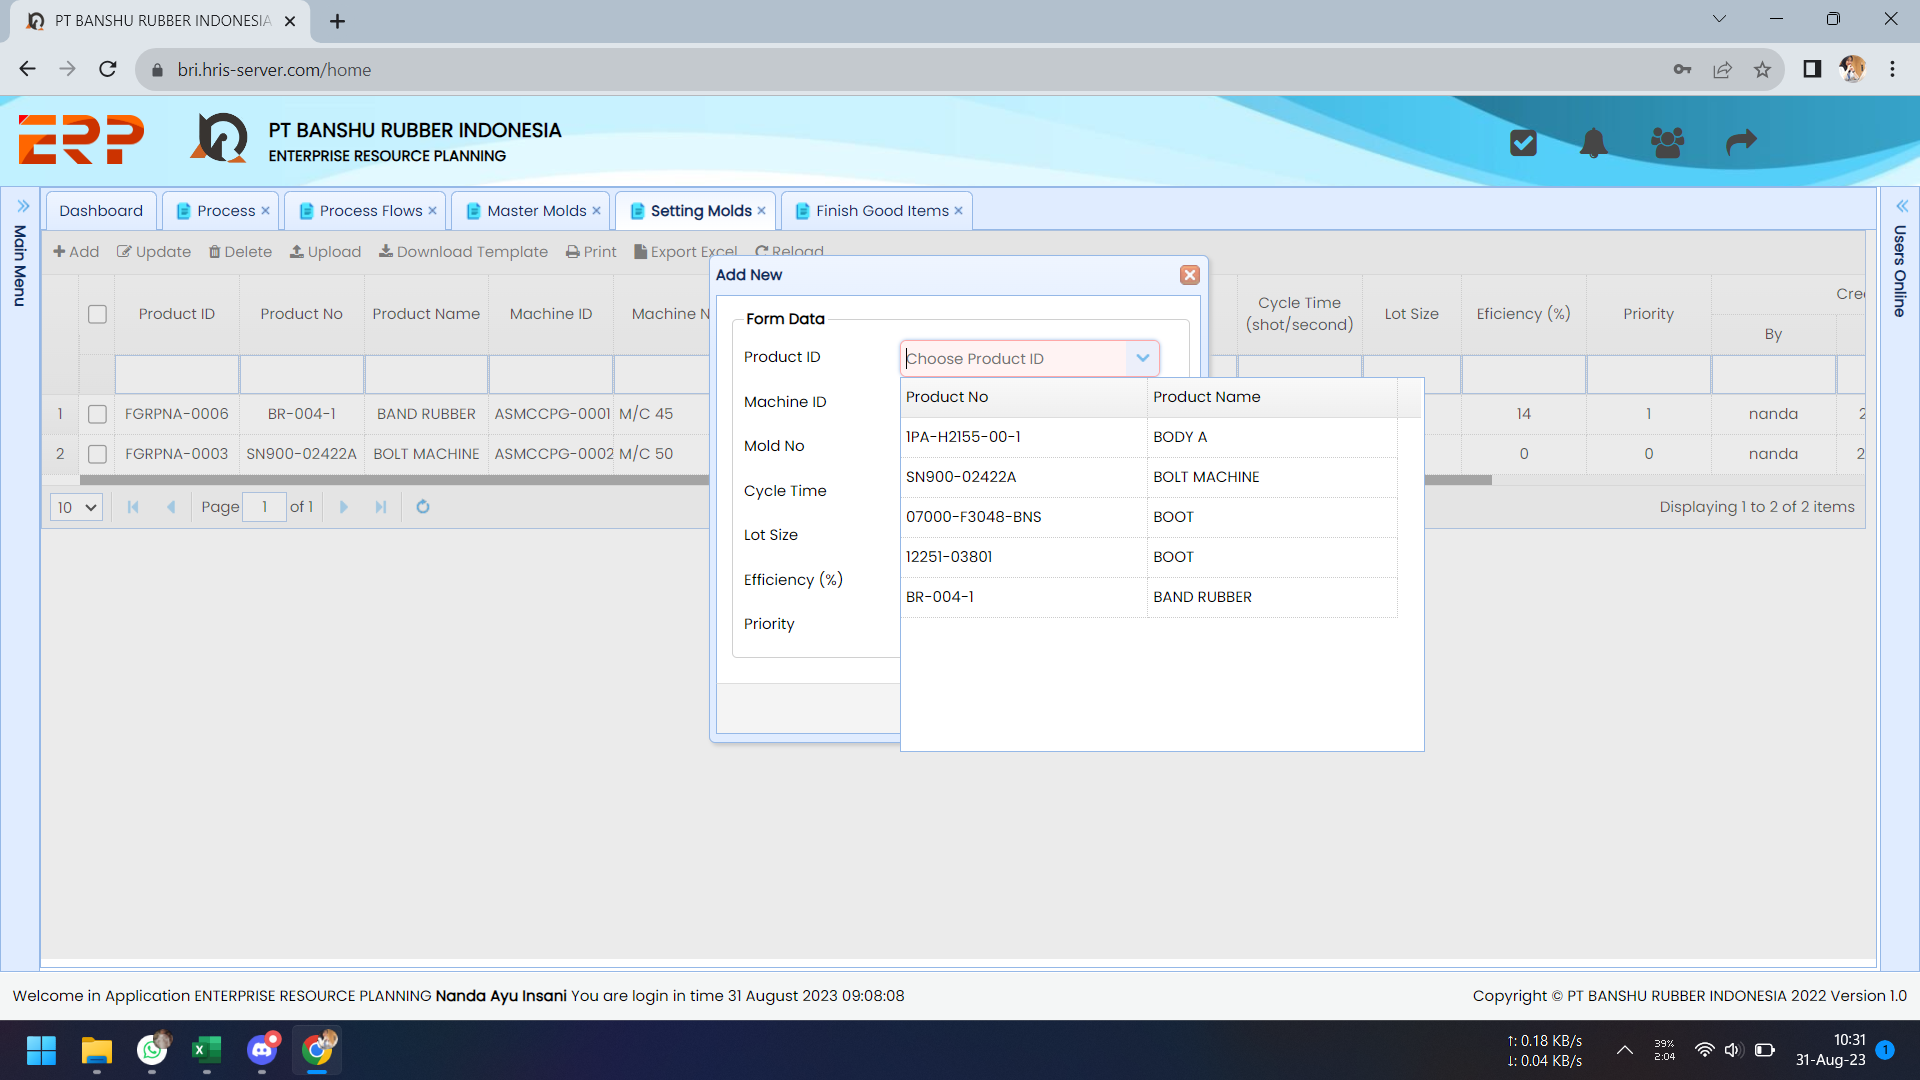 PT BANSHU RUBBER INDONESIA
bri.hris-server.com/home
ERP
PT BANSHU RUBBER INDONESIA
ENTERPRISE RESOURCE PLANNING
Main Menu
Dashboard
Process
Process Flows
Master Molds
Setting Molds
Finish Good Items
Users Online
Add
Update
Delete
Upload
Download Template
Print
Export Excel
Reload
Product ID
Product No
Product Name
Machine ID
Machine N
Cycle Time
(shot/second)
Lot Size
Eficiency (%)
Priority
Cre
By
1 FGRPNA-0006 BR-004-1 BAND RUBBER ASMCCPG-0001 M/C 45 14 1 nanda 2
2 FGRPNA-0003 SN900-02422A BOLT MACHINE ASMCCPG-0002 M/C 50 0 0 nanda 2
10 Page 1 of 1
Displaying 1 to 2 of 2 items
Add New
Form Data
Product ID
Choose Product ID
Machine ID
Mold No
Cycle Time
Lot Size
Efficiency (%)
Priority
Product No Product Name
1PA-H2155-00-1 BODY A
SN900-02422A BOLT MACHINE
07000-F3048-BNS BOOT
12251-03801 BOOT
BR-004-1 BAND RUBBER
Welcome in Application ENTERPRISE RESOURCE PLANNING Nanda Ayu Insani You are login in time 31 August 2023 09:08:08
Copyright © PT BANSHU RUBBER INDONESIA 2022 Version 1.0
↑: 0.18 KB/s
↓: 0.04 KB/s
39%
2:04
10:31
31-Aug-23
1